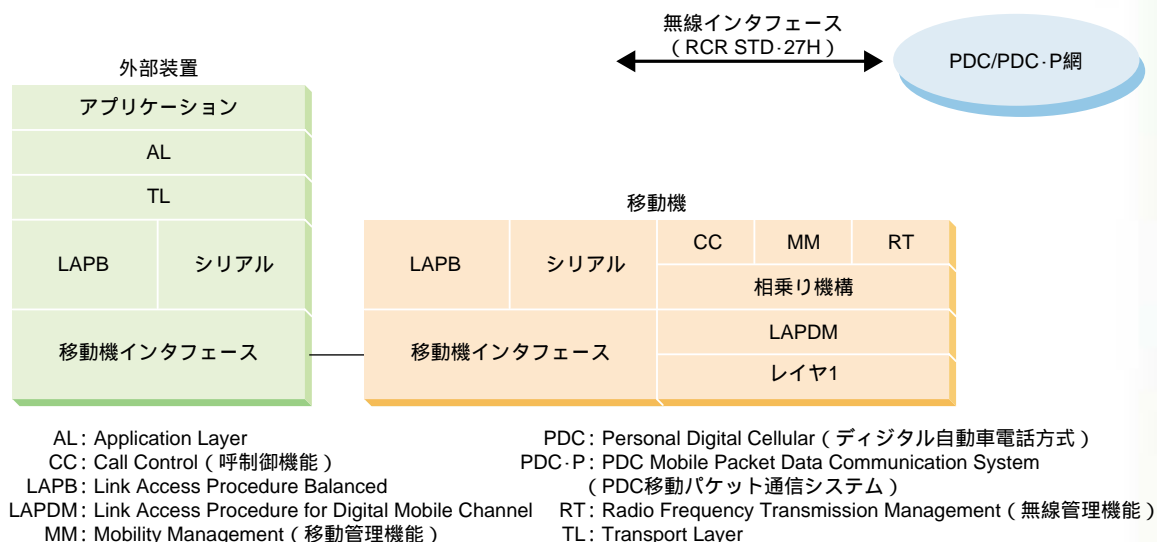 無線インタフェース
（RCR STD-27H）
PDC/PDC-P網
外部装置
アプリケーション
AL
TL
LAPB
シリアル
移動機インタフェース
移動機
LAPB
シリアル
CC
MM
RT
相乗り機構
移動機インタフェース
LAPDM
レイヤ1
AL：Application Layer
CC：Call Control（呼制御機能）
LAPB：Link Access Procedure Balanced
LAPDM：Link Access Procedure for Digital Mobile Channel
MM：Mobility Management（移動管理機能）
PDC：Personal Digital Cellular（ディジタル自動車電話方式）
PDC-P：PDC Mobile Packet Data Communication System
（PDC移動パケット通信システム）
RT：Radio Frequency Transmission Management（無線管理機能）
TL：Transport Layer